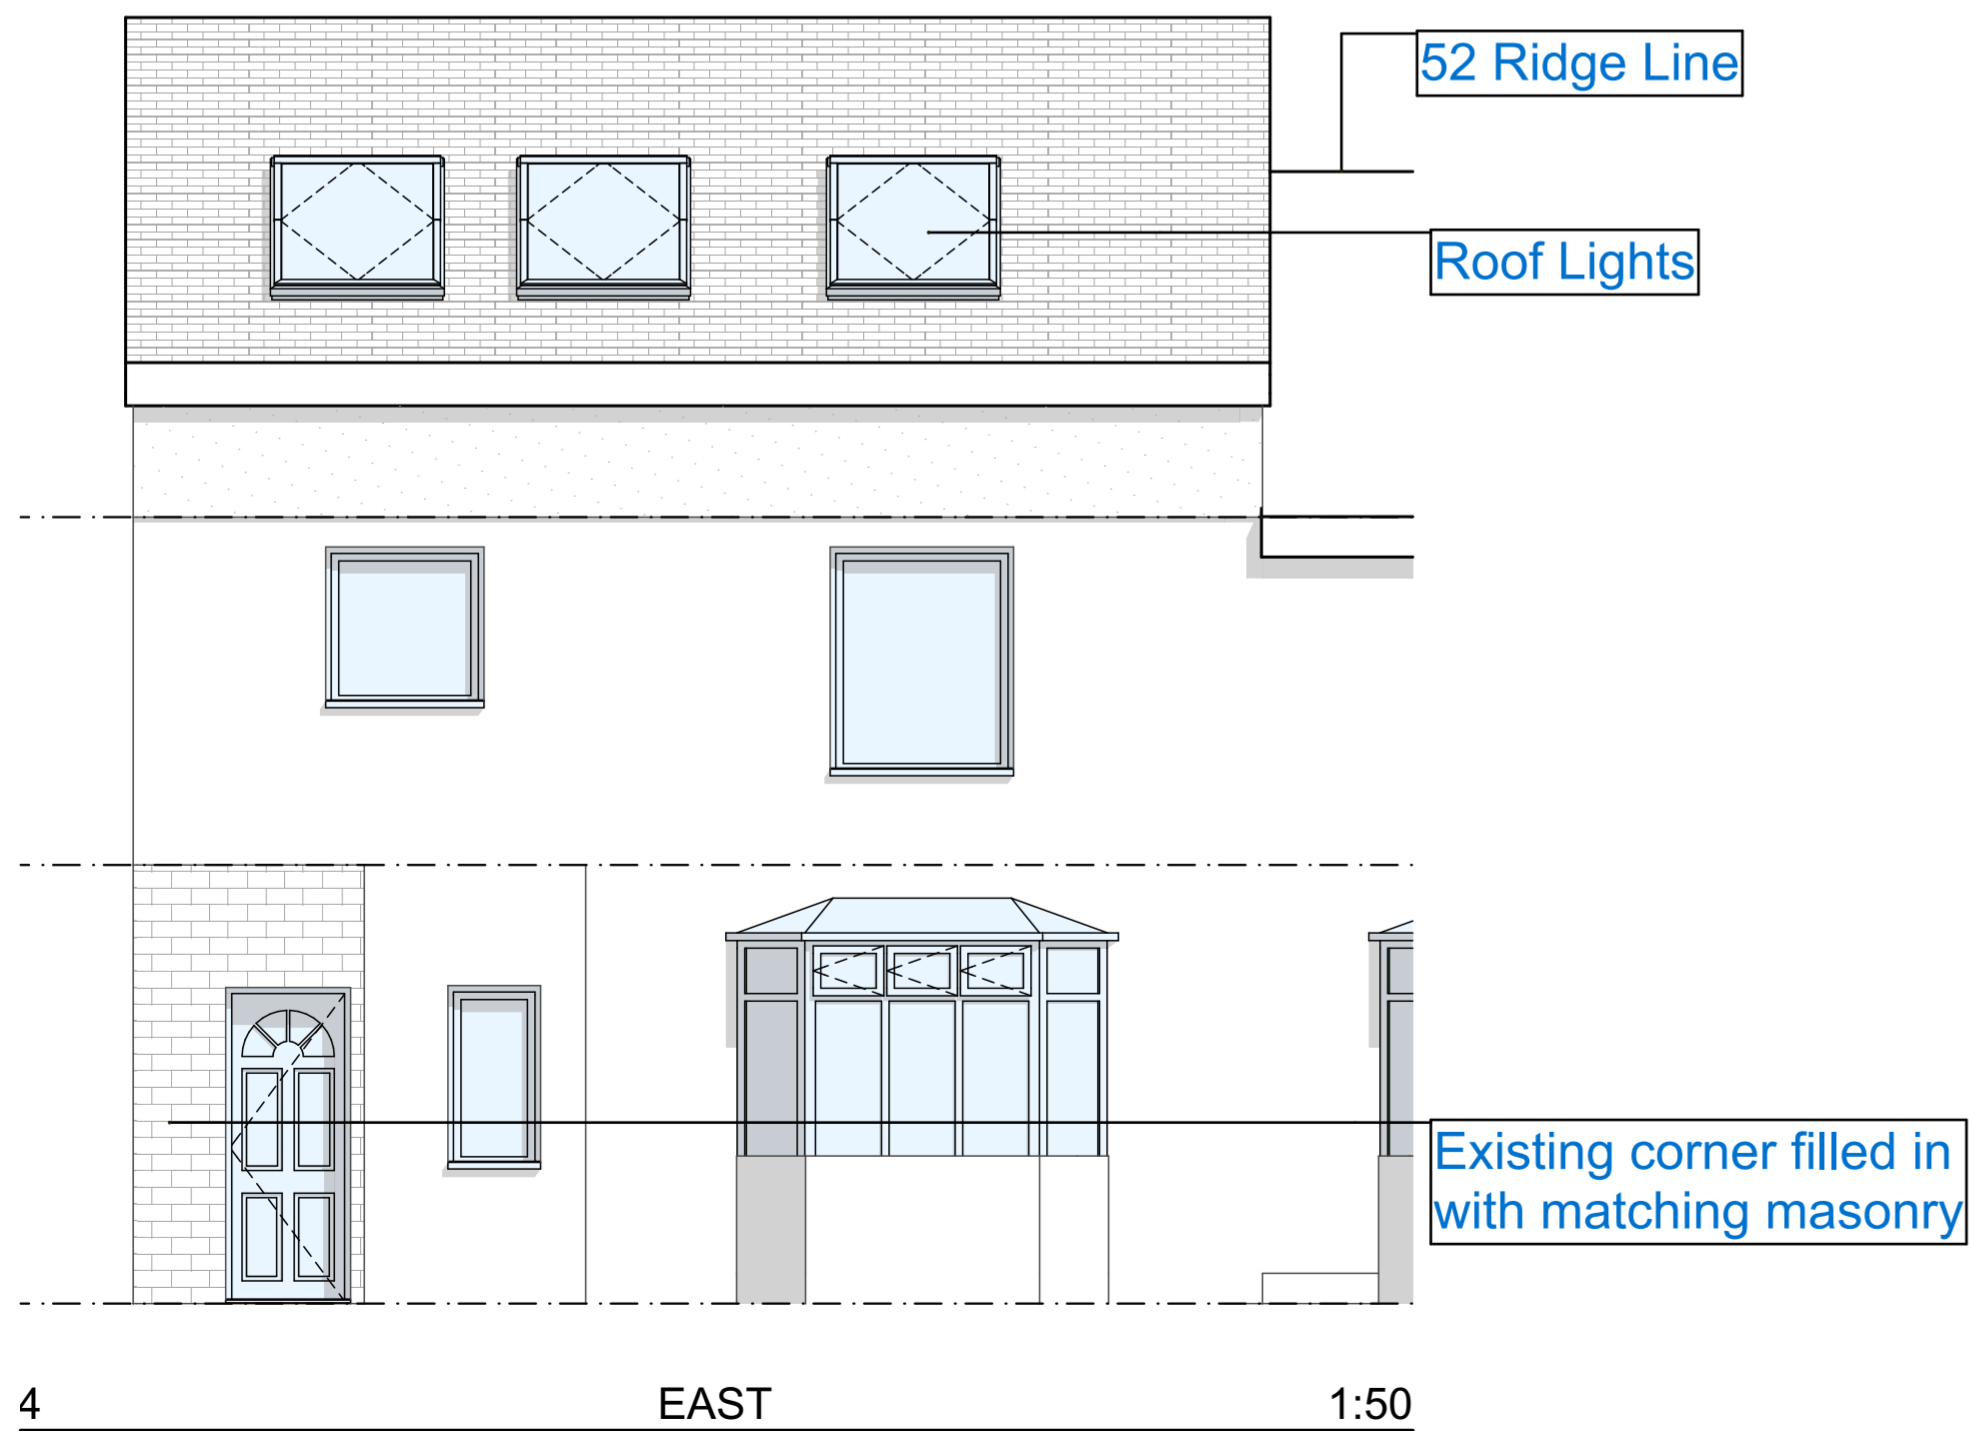 52 Ridge Line
Roof Lights
Existing corner filled in
with matching masonry
4 EAST 1:50